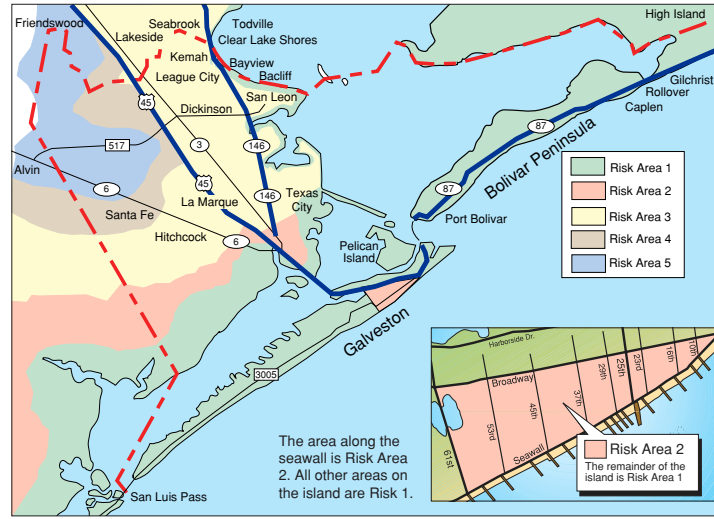 Friendswood
Seabrook
Todville
High Island
Lakeside
Clear Lake Shores
Kemah
Bayview
League City
Bacliff
Gilchrist
Rollover
Caplen
45
San Leon
Dickinson
87
517
3
146
Bolivar Peninsula
Alvin
6
45
146
Texas
City
La Marque
87
Santa Fe
Port Bolivar
Hitchcock
6
Pelican
Island
Risk Area 1
Risk Area 2
Risk Area 3
Risk Area 4
Risk Area 5
Galveston
3005
San Luis Pass
The area along the
seawall is Risk Area
2. All other areas on
the island are Risk 1.
Harborside Dr.
Broadway
61st
53rd
45th
37th
29th
25th
23rd
16th
10th
Seawall
Risk Area 2
The remainder of the
island is Risk Area 1